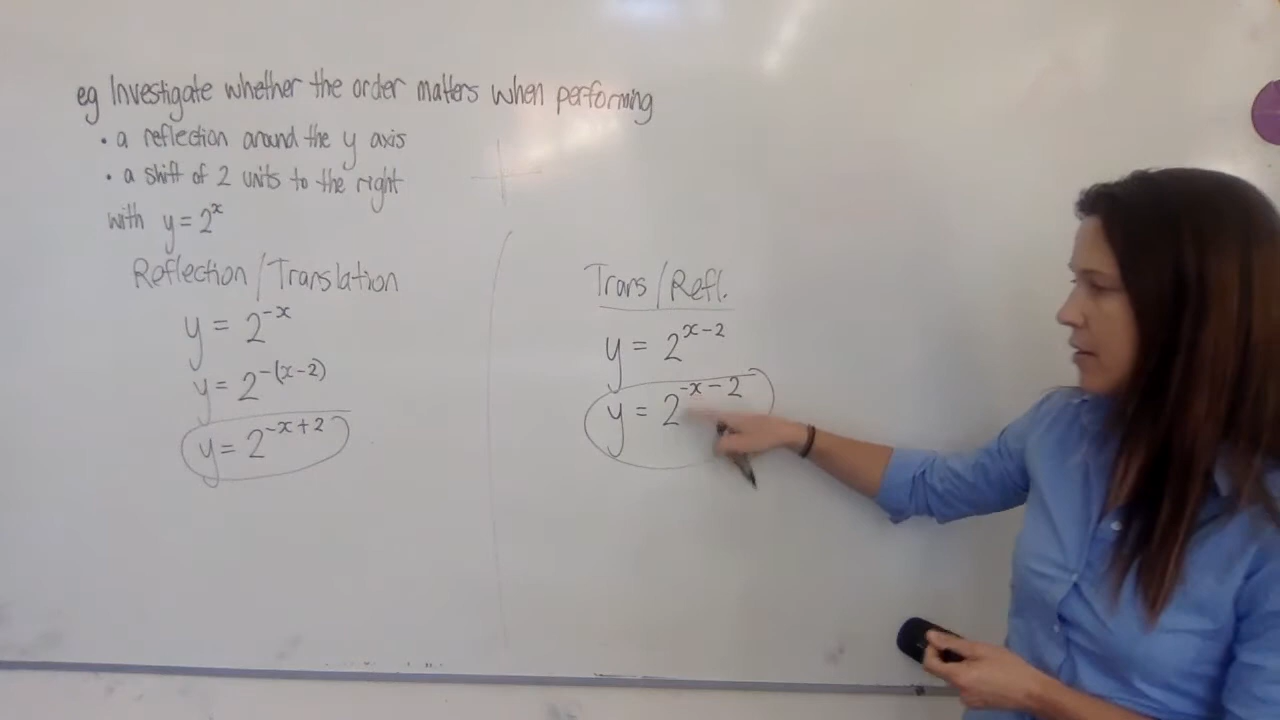 eg Investigate whether the order matters when performing
• a reflection around the y axis
• a shift of 2 units to the right
with y = 2^x
Reflection / Translation
y = 2^-x
y = 2^-(x-2)
y = 2^-x+2
Trans / Refl.
y = 2^x-2
y = 2^-x-2